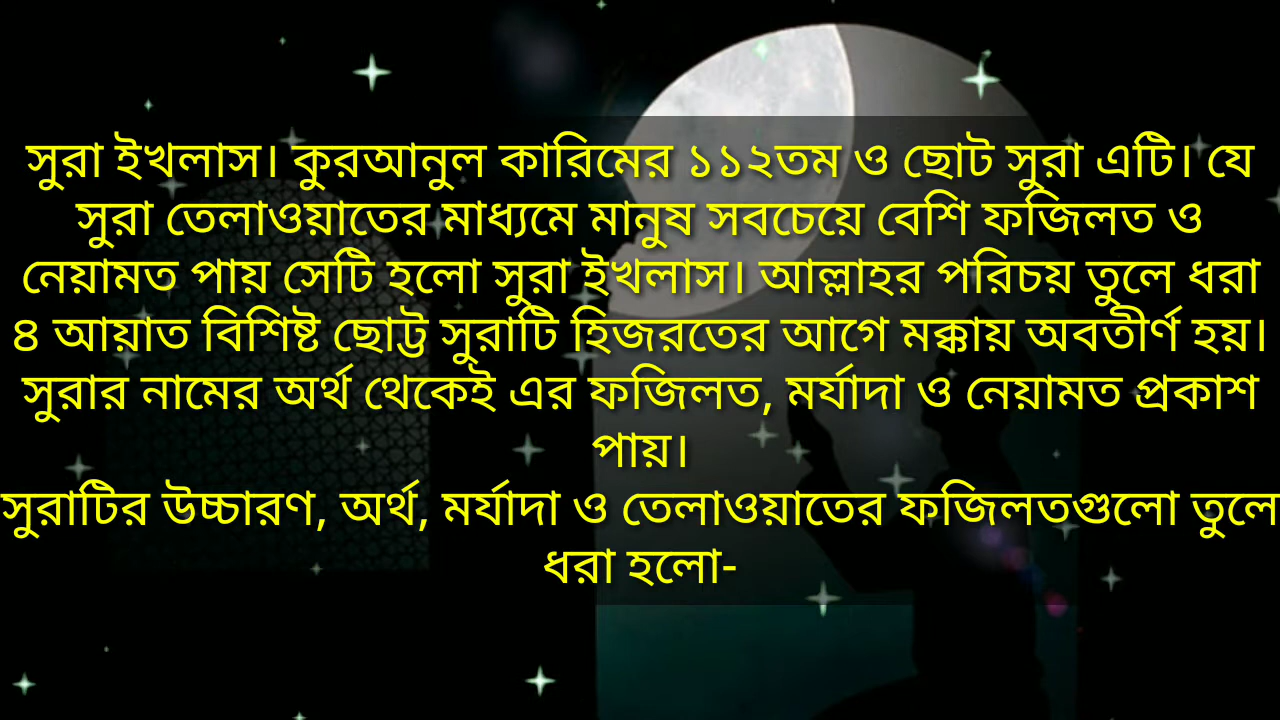 সুরা ইখলাস। কুরআনুল কারিমের ১১২তম ও ছোট সুরা এটি। যে
সুরা তেলাওয়াতের মাধ্যমে মানুষ সবচেয়ে বেশি ফজিলত ও
নেয়ামত পায় সেটি হলো সুরা ইখলাস। আল্লাহর পরিচয় তুলে ধরা
৪ আয়াত বিশিষ্ট ছোট্ট সুরাটি হিজরতের আগে মক্কায় অবতীর্ণ হয়।
সুরার নামের অর্থ থেকেই এর ফজিলত, মর্যাদা ও নেয়ামত প্রকাশ
পায়।
সুরাটির উচ্চারণ, অর্থ, মর্যাদা ও তেলাওয়াতের ফজিলতগুলো তুলে
ধরা হলো-